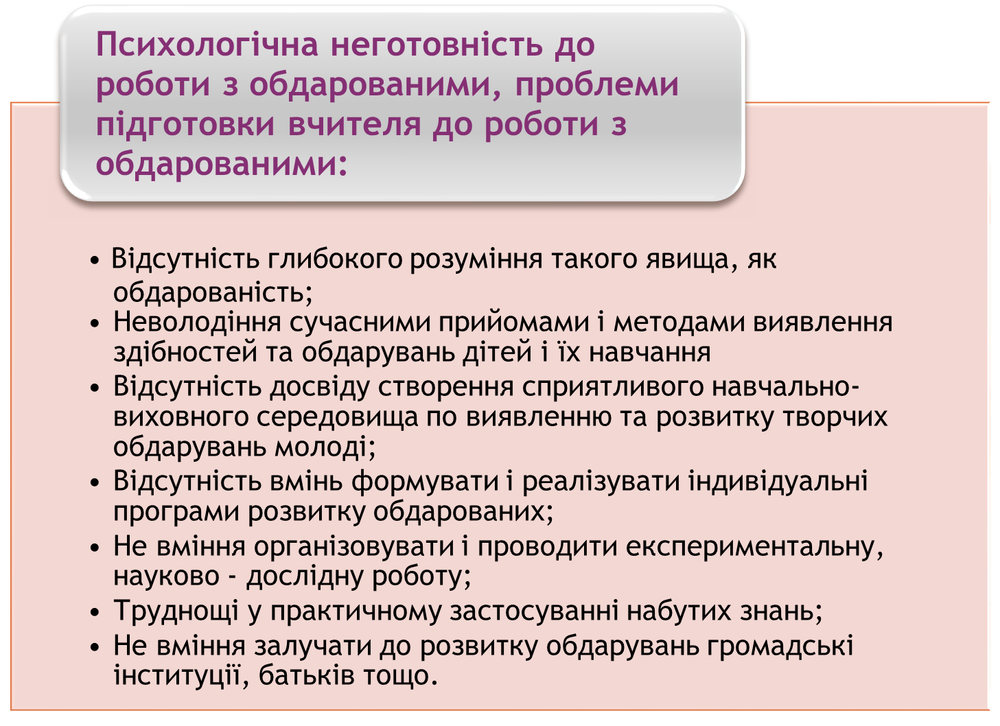 Психологічна неготовність до
роботи з обдарованими, проблеми
підготовки вчителя до роботи з
обдарованими:
• Відсутність глибокого розуміння такого явища, як
обдарованість;
• Неволодіння сучасними прийомами і методами виявлення
здібностей та обдарувань дітей і їх навчання
• Відсутність досвіду створення сприятливого навчально-
виховного середовища по виявленню та розвитку творчих
обдарувань молоді;
• Відсутність вмінь формувати і реалізувати індивідуальні
програми розвитку обдарованих;
• Не вміння організовувати і проводити експериментальну,
науково - дослідну роботу;
• Труднощі у практичному застосуванні набутих знань;
• Не вміння залучати до розвитку обдарувань громадські
інституції, батьків тощо.